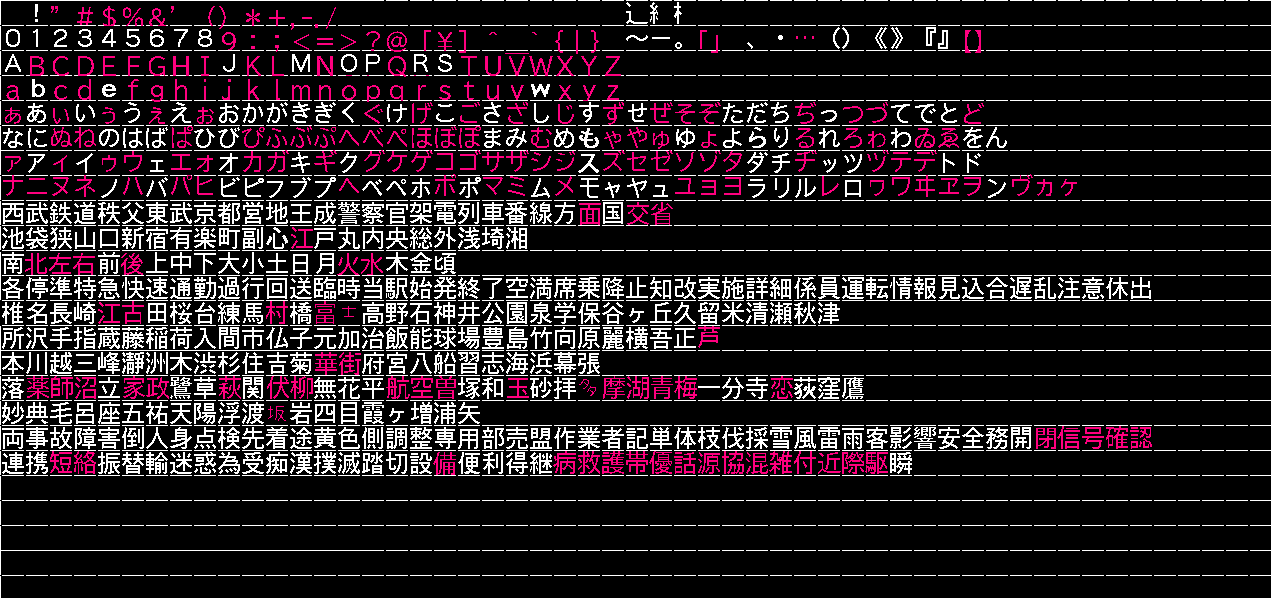 ！”＃＄％＆’（）＊＋，－．／ 辶糹扌
０１２３４５６７８９：；＜＝＞？＠［￥］＾＿｀｛｜｝～ー。「」、・…（）《》『』【】
ＡＢＣＤＥＦＧＨＩＪＫＬＭＮＯＰＱＲＳＴＵＶＷＸＹＺ
ａｂｃｄｅｆｇｈｉｊｋｌｍｎｏｐｑｒｓｔｕｖｗｘｙｚ
ぁあぃいぅうぇえぉおかがきぎくぐけげこごさざしじすずせぜそぞただちぢっつづてでとど
なにぬねのはばぱひびぴふぶぷへべぺほぼぽまみむめもゃやゅゆょよらりるれろゎわゐゑをん
ァアィイゥウェエォオカガキギクグケゲコゴサザシジスズセゼソゾタダチヂッツヅテデトド
ナニヌネノハバパヒビピフブプヘベペホボポマミムメモャヤュユョヨラリルレロヮワヰヱヲンヴヵヶ
西武鉄道秩父東武京都営地王成警察官架電列車番線方面国交省
池袋狭山口新宿有楽町副心江戸丸内央総外浅埼湘
南北左右前後上中下大小土日月火水木金頃
各停準特急快速通勤過行回送臨時当駅始発終了空満席乗降止知改実施詳細係員運転情報見込合遅乱注意休出
椎名長崎江古田桜台練馬村橋富士高野石神井公園泉学保谷ヶ丘久留米清瀬秋津
所沢手指蔵藤稲荷入間市仏子元加治飯能球場豊島竹向原麗横吾正芦
本川越三峰瀞洲木渋杉住吉菊華街府宮八船習志海浜幕張
落薬師沼立家政鷺草萩関伏柳無花平航空曽塚和玉砂拝多摩湖青梅一分寺恋荻窪鷹
妙典毛呂座五祐天陽浮渡坂岩四目霞ヶ増浦矢
両事故障害倒人身点検先着途黄色側調整専用部売盟作業者記単体枝伐採雪風雷雨客影響安全務開閉信号確認
連携短絡振替輸迷惑為受痴漢撲滅踏切設備便利得継病救護帯優話源協混雑付近際駆瞬